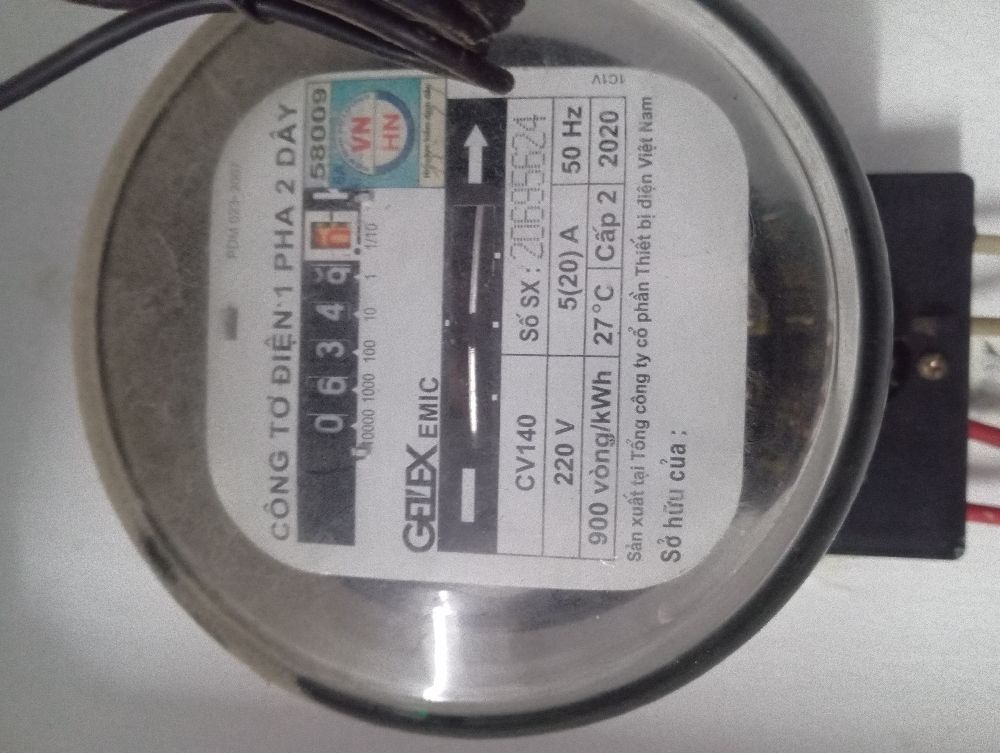 CÔNG TƠ ĐIỆN 1 PHA 2 DÂY
58009
VN
HN
0 6 3 4 9
10000 1000 100 10 1 1/10
GELEX EMIC
CV140
Số SX :
220 V
5(20) A
50 Hz
900 vòng/kWh
27°C
Cấp 2
2020
Sản xuất tại Tổng công ty cổ phần Thiết bị điện Việt Nam
Sở hữu của :
1C1V